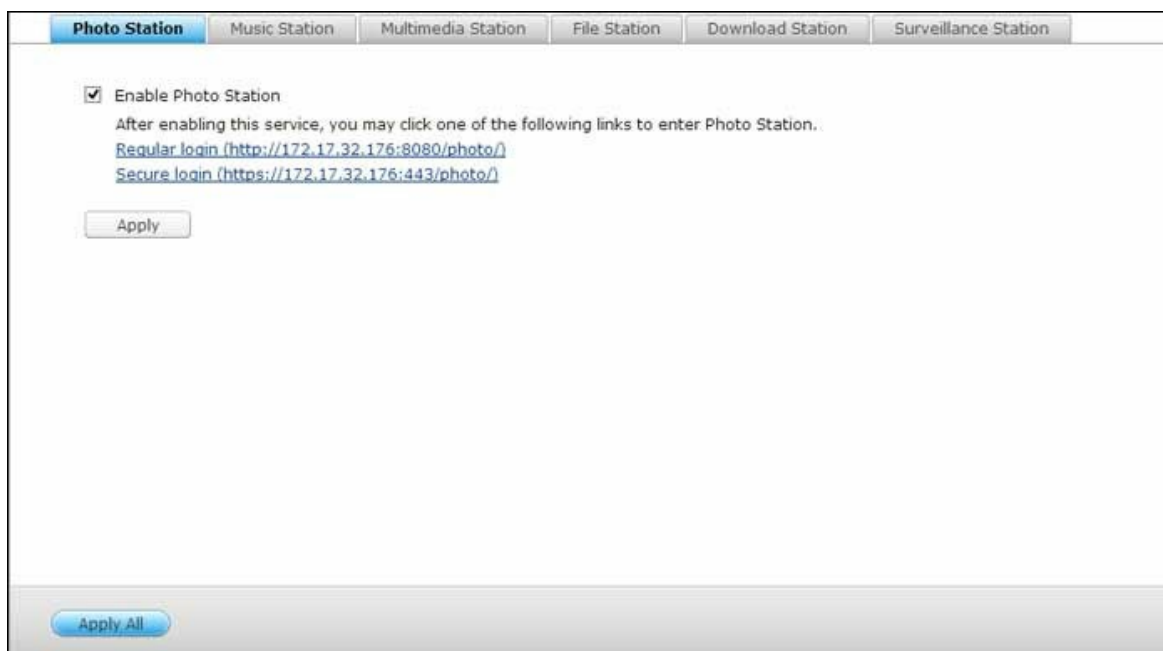 Photo Station Music Station Multimedia Station File Station Download Station Surveillance Station
Enable Photo Station
After enabling this service, you may click one of the following links to enter Photo Station.
Regular login (http://172.17.32.176:8080/photo/)
Secure login (https://172.17.32.176:443/photo/)
Apply
Apply All